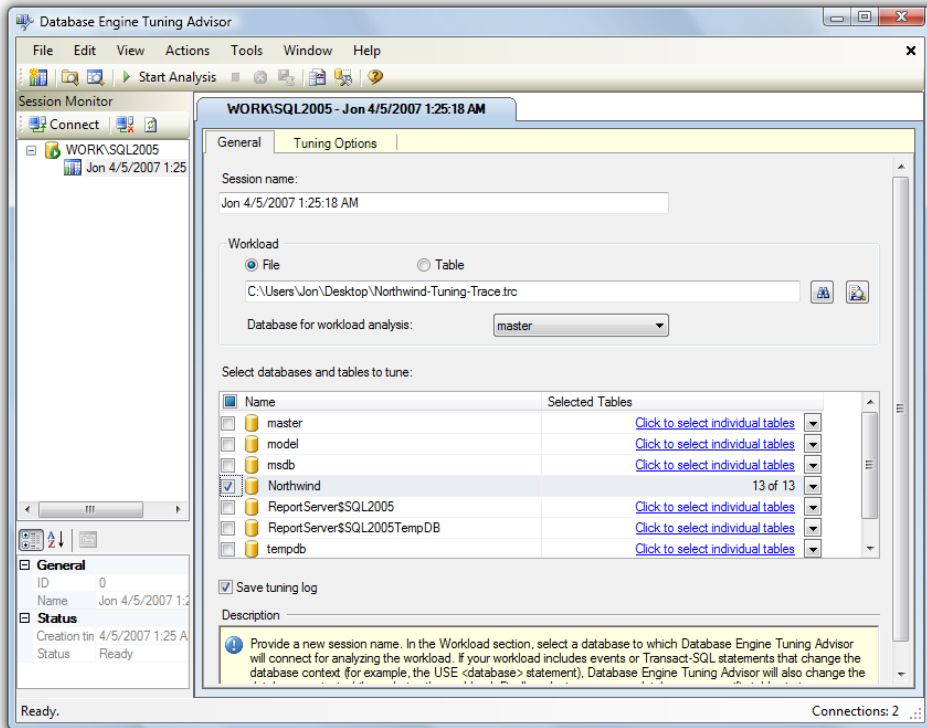 Database Engine Tuning Advisor
File Edit View Actions Tools Window Help
Start Analysis
Session Monitor
Connect
WORK\SQL2005
Jon 4/5/2007 1:25
General
ID 0
Name Jon 4/5/2007 1:2
Status
Creation tin 4/5/2007 1:25 A
Status Ready
WORK\SQL2005 - Jon 4/5/2007 1:25:18 AM
General Tuning Options
Session name:
Jon 4/5/2007 1:25:18 AM
Workload
File Table
C:\Users\Jon\Desktop\Northwind-Tuning-Trace.trc
Database for workload analysis: master
Select databases and tables to tune:
Name Selected Tables
master Click to select individual tables
model Click to select individual tables
msdb Click to select individual tables
Northwind 13 of 13
ReportServer$SQL2005 Click to select individual tables
ReportServer$SQL2005TempDB Click to select individual tables
tempdb Click to select individual tables
Save tuning log
Description
Provide a new session name. In the Workload section, select a database to which Database Engine Tuning Advisor
will connect for analyzing the workload. If your workload includes events or Transact-SQL statements that change the
database context (for example, the USE <database> statement), Database Engine Tuning Advisor will also change the
Ready. Connections: 2